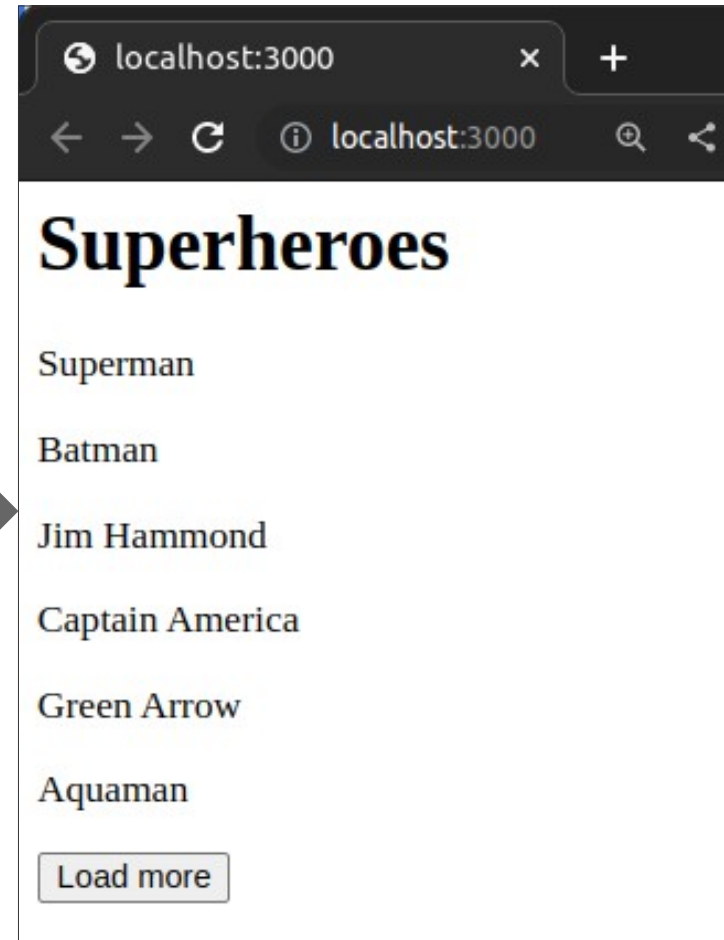 localhost:3000
localhost:3000
Superheroes
Superman
Batman
Jim Hammond
Captain America
Green Arrow
Aquaman
Load more